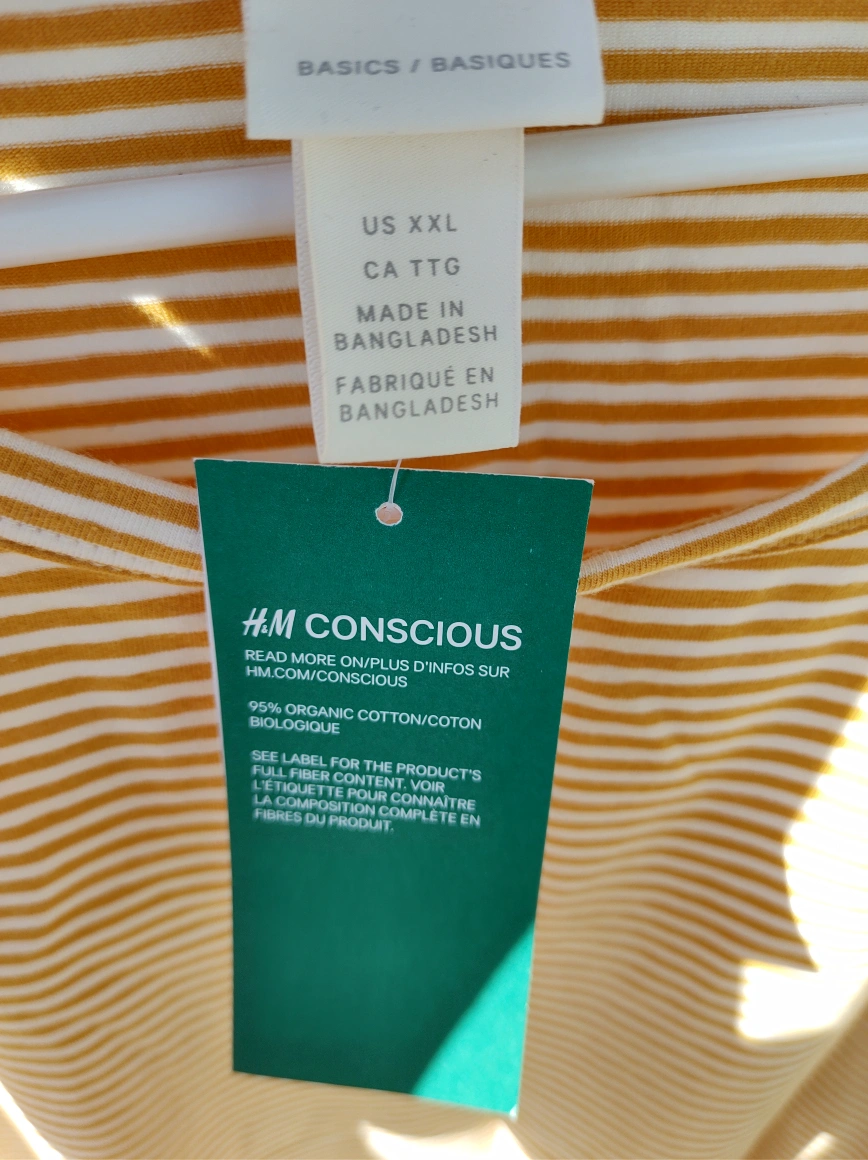 BASICS / BASIQUES
US XXL
CA TTG
MADE IN
BANGLADESH
FABRIQUÉ EN
BANGLADESH
H&M CONSCIOUS
READ MORE ON/PLUS D'INFOS SUR
HM.COM/CONSCIOUS
95% ORGANIC COTTON/COTON
BIOLOGIQUE
SEE LABEL FOR THE PRODUCT'S
FULL FIBER CONTENT. VOIR
L'ÉTIQUETTE POUR CONNAÎTRE
LA COMPOSITION COMPLÈTE EN
FIBRES DU PRODUIT.